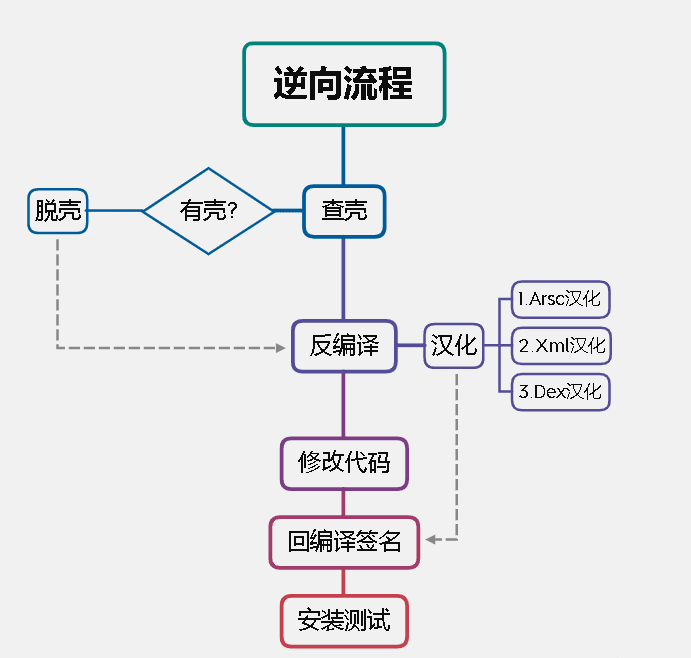 逆向流程
脱壳
有壳?
查壳
反编译
汉化
1.Arsc汉化
2.Xml汉化
3.Dex汉化
修改代码
回编译签名
安装测试